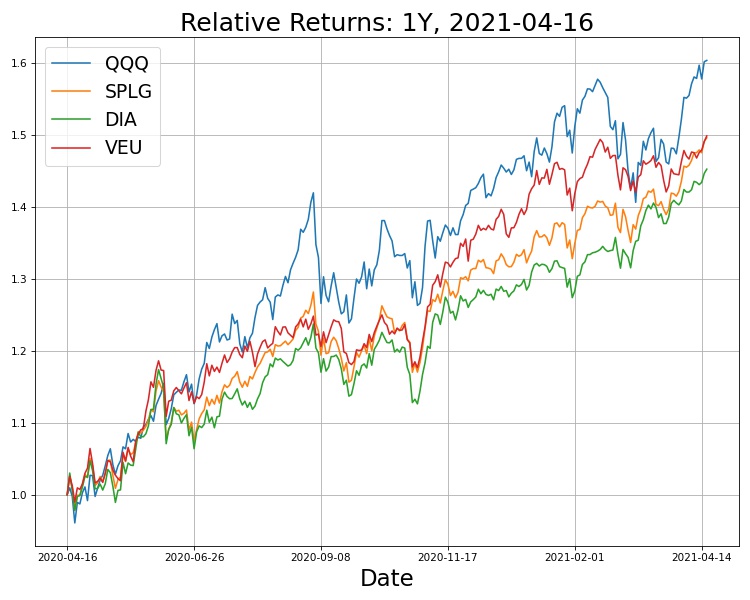 Relative Returns: 1Y, 2021-04-16
QQQ
SPLG
DIA
VEU
1.6
1.5
1.4
1.3
1.2
1.1
1.0
2020-04-16 2020-06-26 2020-09-08 2020-11-17 2021-02-01 2021-04-14
Date